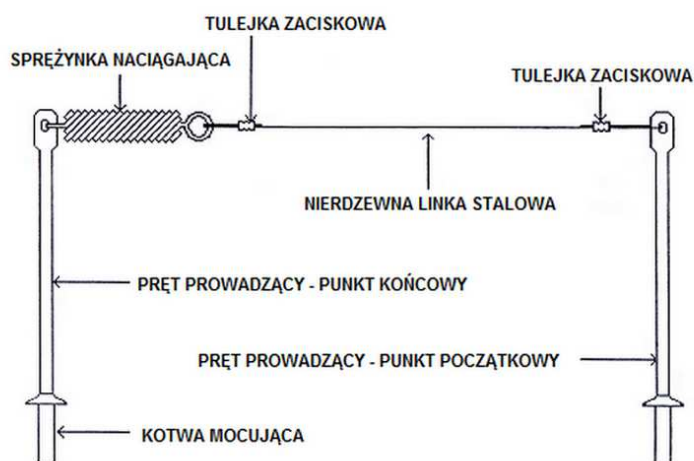 TULEJKA ZACISKOWA
SPRĘŻYNKA NACIĄGAJĄCA
TULEJKA ZACISKOWA
NIERDZEWNA LINKA STALOWA
PRĘT PROWADZĄCY - PUNKT KOŃCOWY
PRĘT PROWADZĄCY - PUNKT POCZĄTKOWY
KOTWA MOCUJĄCA